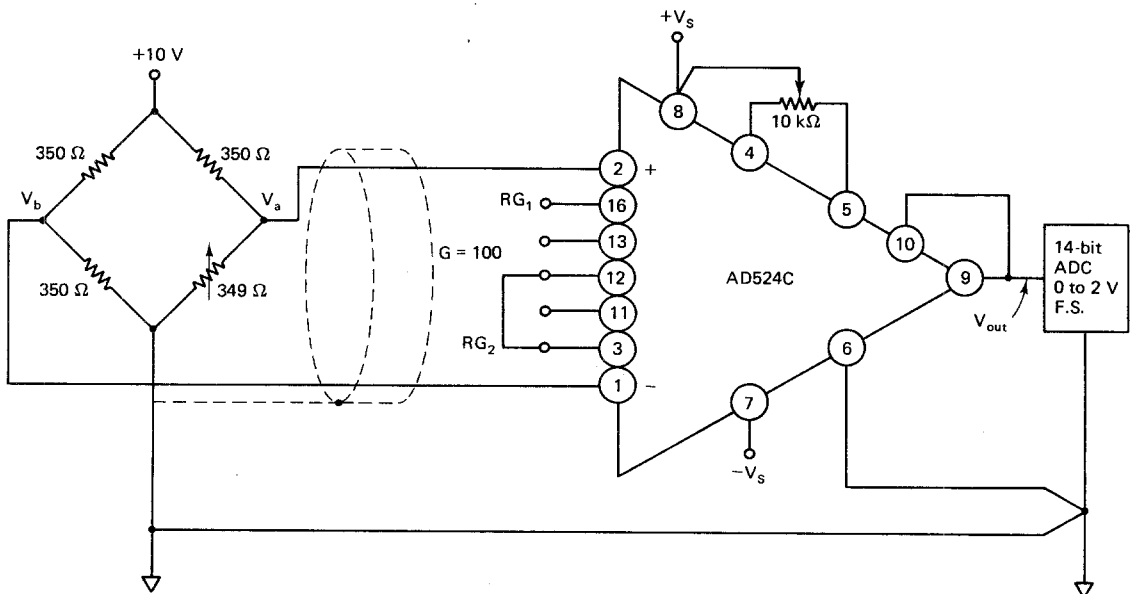 +V_S
+10 V
8
10 kΩ
350 Ω
350 Ω
4
2
+
V_b
V_a
RG_1
16
5
13
10
14-bit
ADC
0 to 2 V
F.S.
G = 100
12
AD524C
9
350 Ω
349 Ω
11
V_out
RG_2
3
6
1
−
7
−V_S